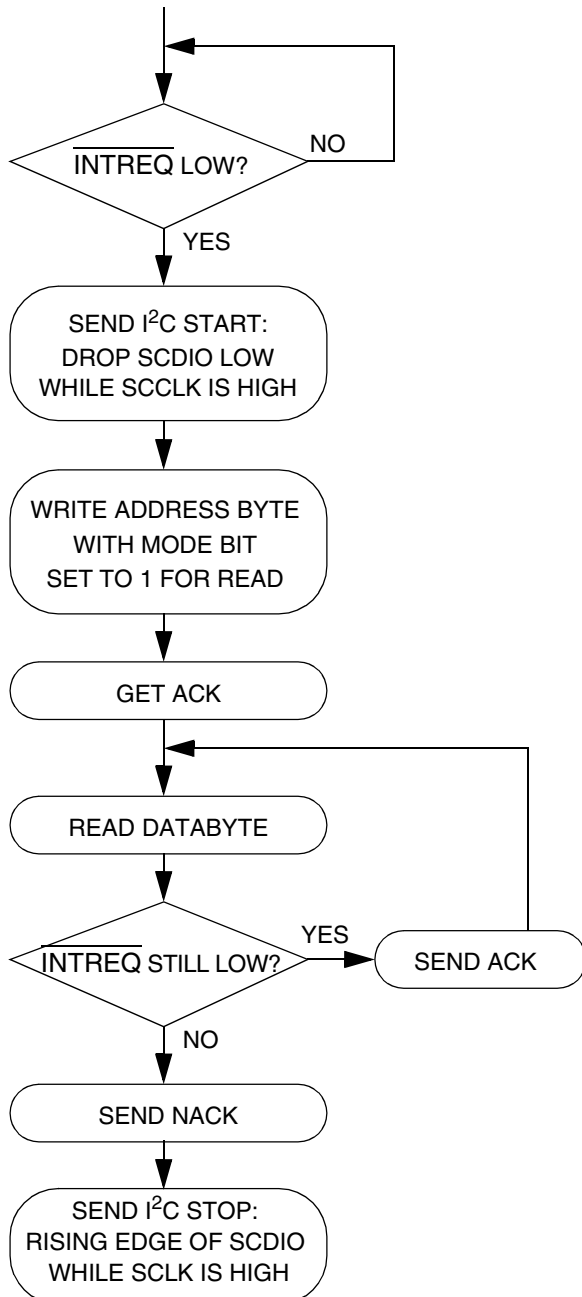 INTREQ LOW?
NO
YES
SEND I²C START:
DROP SCDIO LOW
WHILE SCCLK IS HIGH
WRITE ADDRESS BYTE
WITH MODE BIT
SET TO 1 FOR READ
GET ACK
READ DATABYTE
INTREQ STILL LOW?
YES
SEND ACK
NO
SEND NACK
SEND I²C STOP:
RISING EDGE OF SCDIO
WHILE SCLK IS HIGH